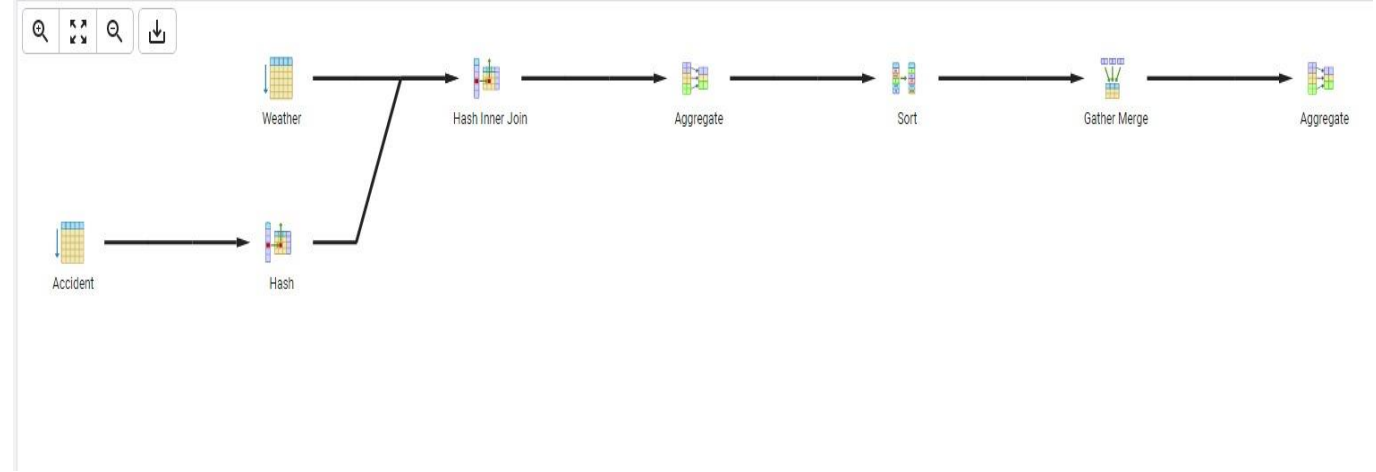 Weather
Hash Inner Join
Aggregate
Sort
Gather Merge
Aggregate
Accident
Hash